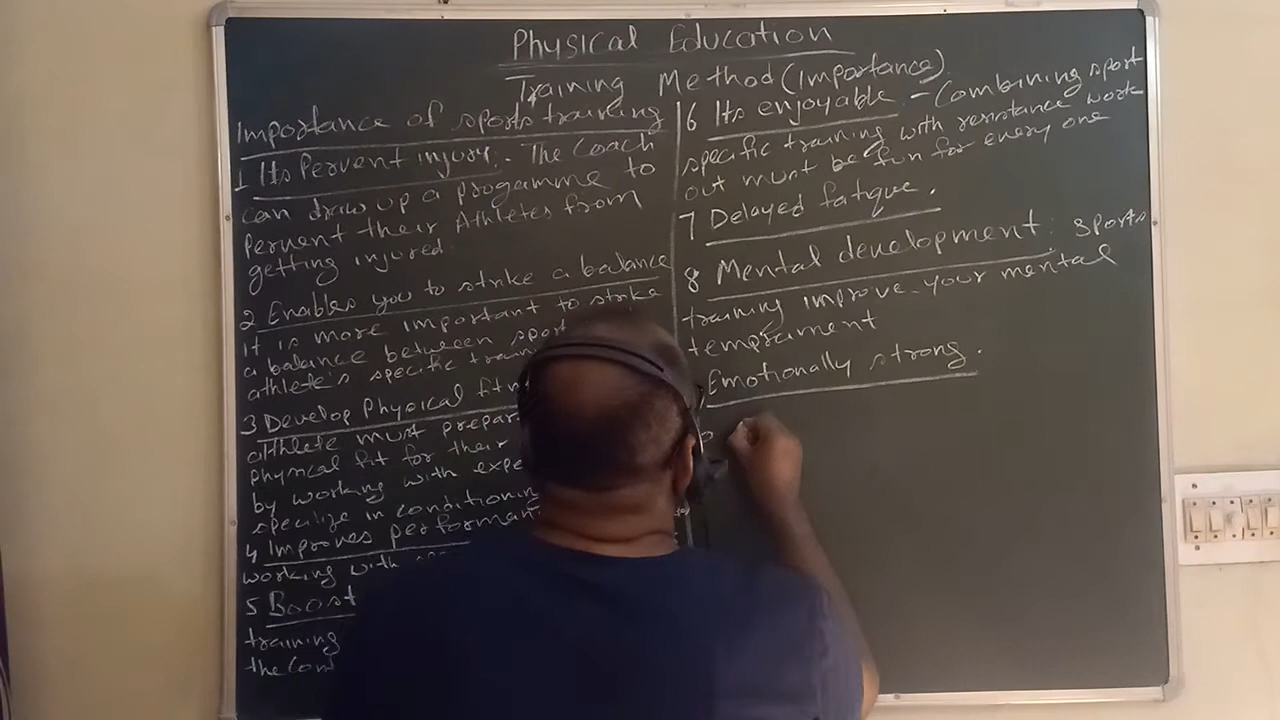 Physical Education
Training Method (Importance)
Importance of sports training
1 Its Pervent injury:- The Coach
can draw up a progamme to
pervent their Athletes from
getting injured.
2 Enables you to strike a balance
it is more important to strike
a balance between
athlete's specific
3 Develop Physical
athlete must
physical fit for their
by working with
specilize in conditioning
4 Improves
working with
5 Boost
training
the
6 Its enjoyable - Combining sport
specific training with resistance work
out must be fun for every one
7 Delayed fatigue.
8 Mental development: sports
training improve your mental
temprament
Emotionally strong.